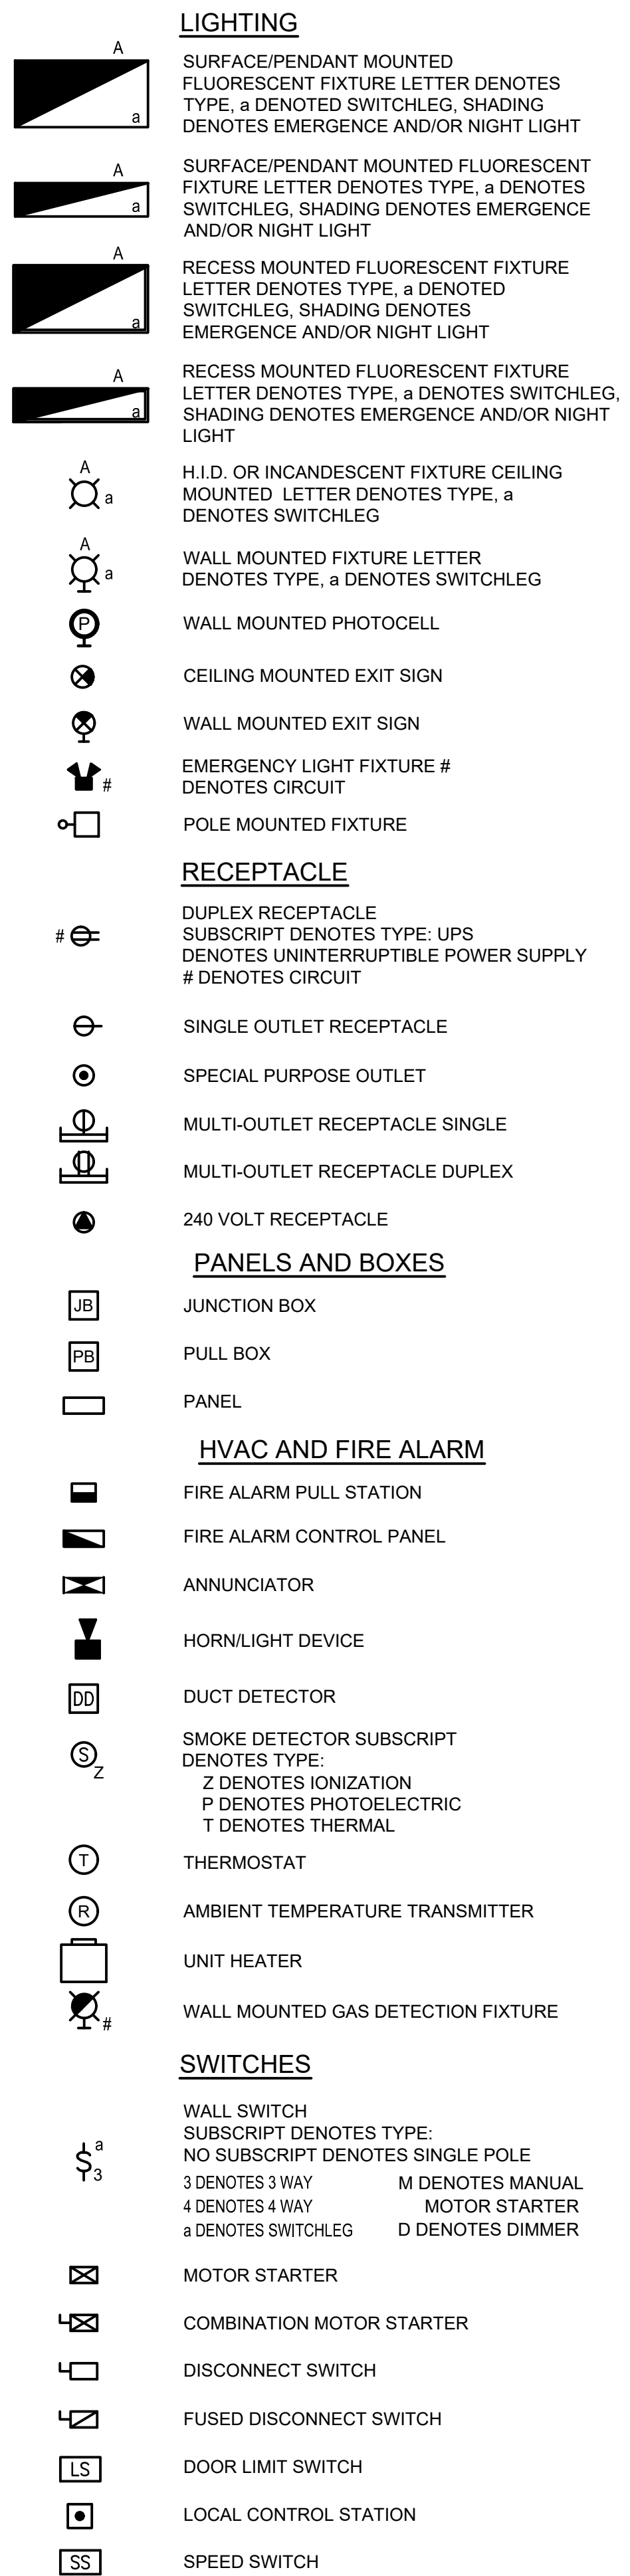 LIGHTING
A
a
SURFACE/PENDANT MOUNTED
FLUORESCENT FIXTURE LETTER DENOTES
TYPE, a DENOTED SWITCHLEG, SHADING
DENOTES EMERGENCE AND/OR NIGHT LIGHT
A
a
SURFACE/PENDANT MOUNTED FLUORESCENT
FIXTURE LETTER DENOTES TYPE, a DENOTES
SWITCHLEG, SHADING DENOTES EMERGENCE
AND/OR NIGHT LIGHT
A
a
RECESS MOUNTED FLUORESCENT FIXTURE
LETTER DENOTES TYPE, a DENOTED
SWITCHLEG, SHADING DENOTES
EMERGENCE AND/OR NIGHT LIGHT
A
a
RECESS MOUNTED FLUORESCENT FIXTURE
LETTER DENOTES TYPE, a DENOTES SWITCHLEG,
SHADING DENOTES EMERGENCE AND/OR NIGHT
LIGHT
A
a
H.I.D. OR INCANDESCENT FIXTURE CEILING
MOUNTED LETTER DENOTES TYPE, a
DENOTES SWITCHLEG
A
a
WALL MOUNTED FIXTURE LETTER
DENOTES TYPE, a DENOTES SWITCHLEG
P
WALL MOUNTED PHOTOCELL
CEILING MOUNTED EXIT SIGN
WALL MOUNTED EXIT SIGN
#
EMERGENCY LIGHT FIXTURE #
DENOTES CIRCUIT
POLE MOUNTED FIXTURE
RECEPTACLE
#
DUPLEX RECEPTACLE
SUBSCRIPT DENOTES TYPE: UPS
DENOTES UNINTERRUPTIBLE POWER SUPPLY
# DENOTES CIRCUIT
SINGLE OUTLET RECEPTACLE
SPECIAL PURPOSE OUTLET
MULTI-OUTLET RECEPTACLE SINGLE
MULTI-OUTLET RECEPTACLE DUPLEX
240 VOLT RECEPTACLE
PANELS AND BOXES
JB
JUNCTION BOX
PB
PULL BOX
PANEL
HVAC AND FIRE ALARM
FIRE ALARM PULL STATION
FIRE ALARM CONTROL PANEL
ANNUNCIATOR
HORN/LIGHT DEVICE
DD
DUCT DETECTOR
S
Z
SMOKE DETECTOR SUBSCRIPT
DENOTES TYPE:
Z DENOTES IONIZATION
P DENOTES PHOTOELECTRIC
T DENOTES THERMAL
T
THERMOSTAT
R
AMBIENT TEMPERATURE TRANSMITTER
UNIT HEATER
#
WALL MOUNTED GAS DETECTION FIXTURE
SWITCHES
a
S
3
WALL SWITCH
SUBSCRIPT DENOTES TYPE:
NO SUBSCRIPT DENOTES SINGLE POLE
3 DENOTES 3 WAY M DENOTES MANUAL
4 DENOTES 4 WAY MOTOR STARTER
a DENOTES SWITCHLEG D DENOTES DIMMER
MOTOR STARTER
COMBINATION MOTOR STARTER
DISCONNECT SWITCH
FUSED DISCONNECT SWITCH
LS
DOOR LIMIT SWITCH
LOCAL CONTROL STATION
SS
SPEED SWITCH